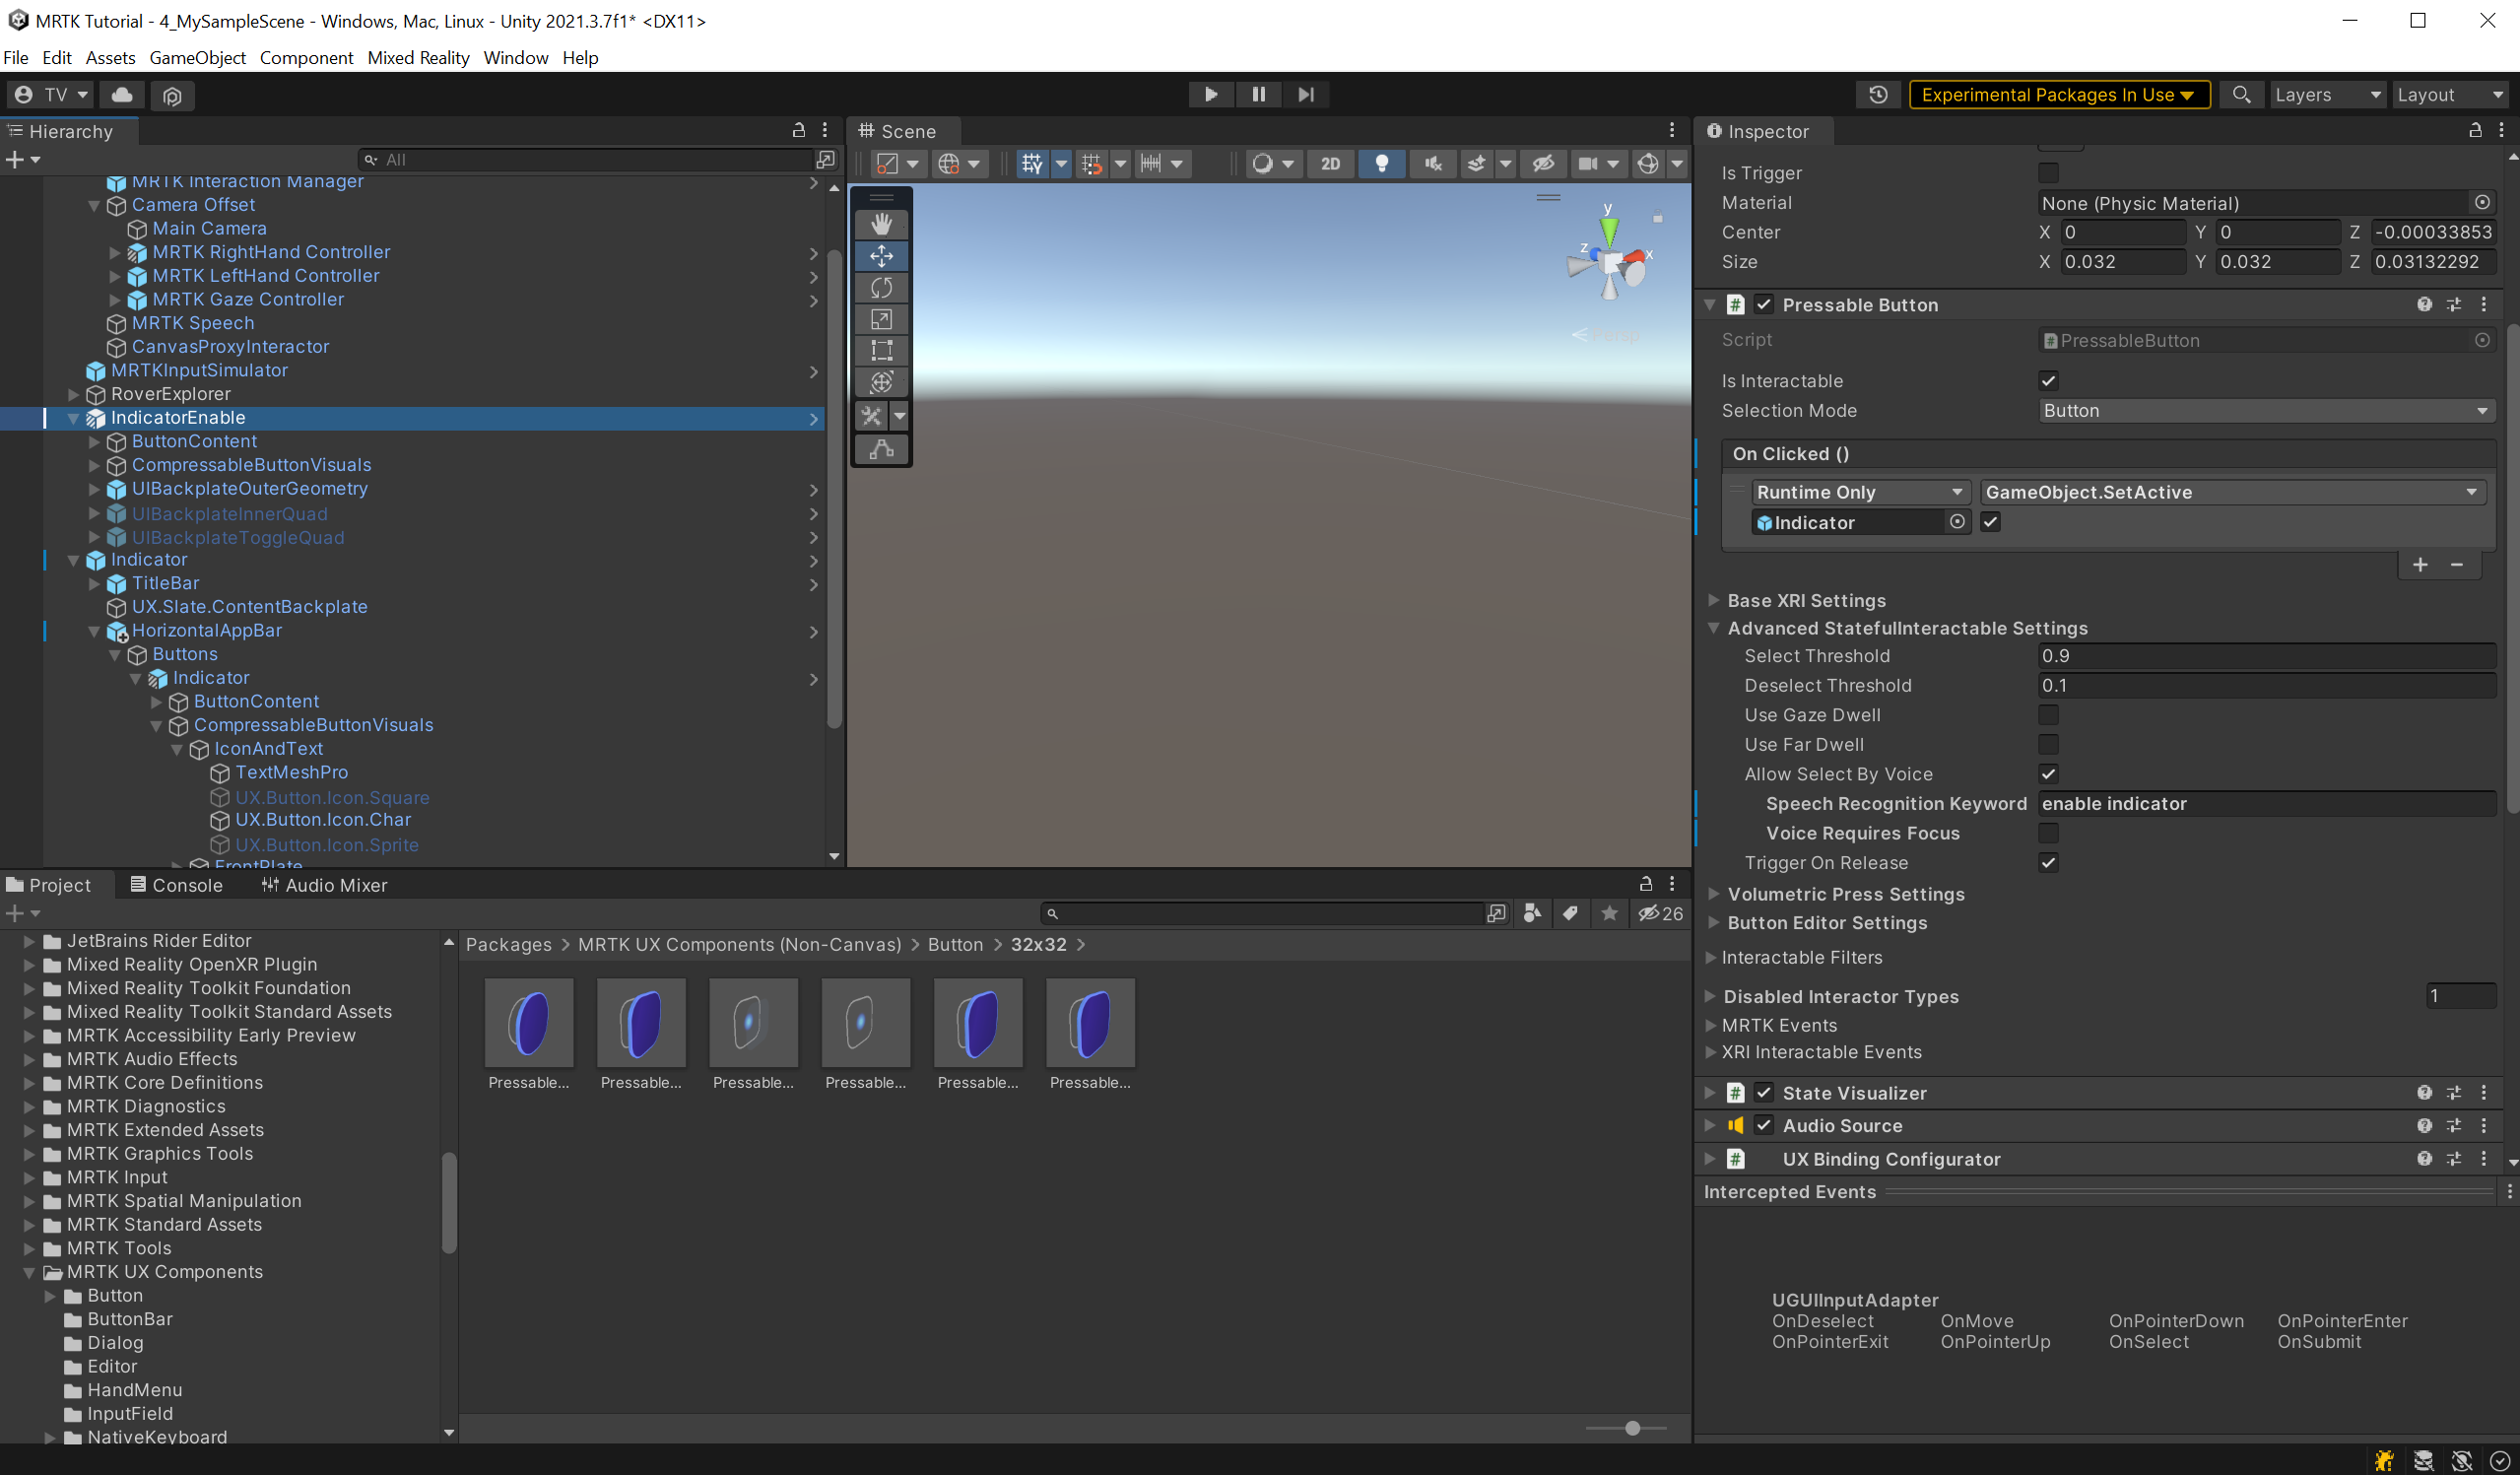 MRTK Tutorial - 4_MySampleScene - Windows, Mac, Linux - Unity 2021.3.7f1* <DX11>
File Edit Assets GameObject Component Mixed Reality Window Help
TV
Experimental Packages In Use
Layers
Layout
Hierarchy
All
MRTK Interaction Manager
Camera Offset
Main Camera
MRTK RightHand Controller
MRTK LeftHand Controller
MRTK Gaze Controller
MRTK Speech
CanvasProxyInteractor
MRTKInputSimulator
RoverExplorer
IndicatorEnable
ButtonContent
CompressableButtonVisuals
UIBackplateOuterGeometry
UIBackplateInnerQuad
UIBackplateToggleQuad
Indicator
TitleBar
UX.Slate.ContentBackplate
HorizontalAppBar
Buttons
Indicator
ButtonContent
CompressableButtonVisuals
IconAndText
TextMeshPro
UX.Button.Icon.Square
UX.Button.Icon.Char
UX.Button.Icon.Sprite
FrontPlate
Scene
2D
y
z
x
Persp
Inspector
Is Trigger
Material None (Physic Material)
Center X 0 Y 0 Z -0.00033853
Size X 0.032 Y 0.032 Z 0.03132292
# Pressable Button
Script # PressableButton
Is Interactable
Selection Mode Button
On Clicked ()
Runtime Only GameObject.SetActive
Indicator
+ -
Base XRI Settings
Advanced StatefulInteractable Settings
Select Threshold 0.9
Deselect Threshold 0.1
Use Gaze Dwell
Use Far Dwell
Allow Select By Voice
Speech Recognition Keyword enable indicator
Voice Requires Focus
Trigger On Release
Volumetric Press Settings
Button Editor Settings
Interactable Filters
Disabled Interactor Types 1
MRTK Events
XRI Interactable Events
# State Visualizer
Audio Source
# UX Binding Configurator
Intercepted Events
UGUIInputAdapter
OnDeselect OnMove OnPointerDown OnPointerEnter
OnPointerExit OnPointerUp OnSelect OnSubmit
Project Console Audio Mixer
26
JetBrains Rider Editor
Mixed Reality OpenXR Plugin
Mixed Reality Toolkit Foundation
Mixed Reality Toolkit Standard Assets
MRTK Accessibility Early Preview
MRTK Audio Effects
MRTK Core Definitions
MRTK Diagnostics
MRTK Extended Assets
MRTK Graphics Tools
MRTK Input
MRTK Spatial Manipulation
MRTK Standard Assets
MRTK Tools
MRTK UX Components
Button
ButtonBar
Dialog
Editor
HandMenu
InputField
NativeKeyboard
Packages > MRTK UX Components (Non-Canvas) > Button > 32x32 >
Pressable... Pressable... Pressable... Pressable... Pressable... Pressable...